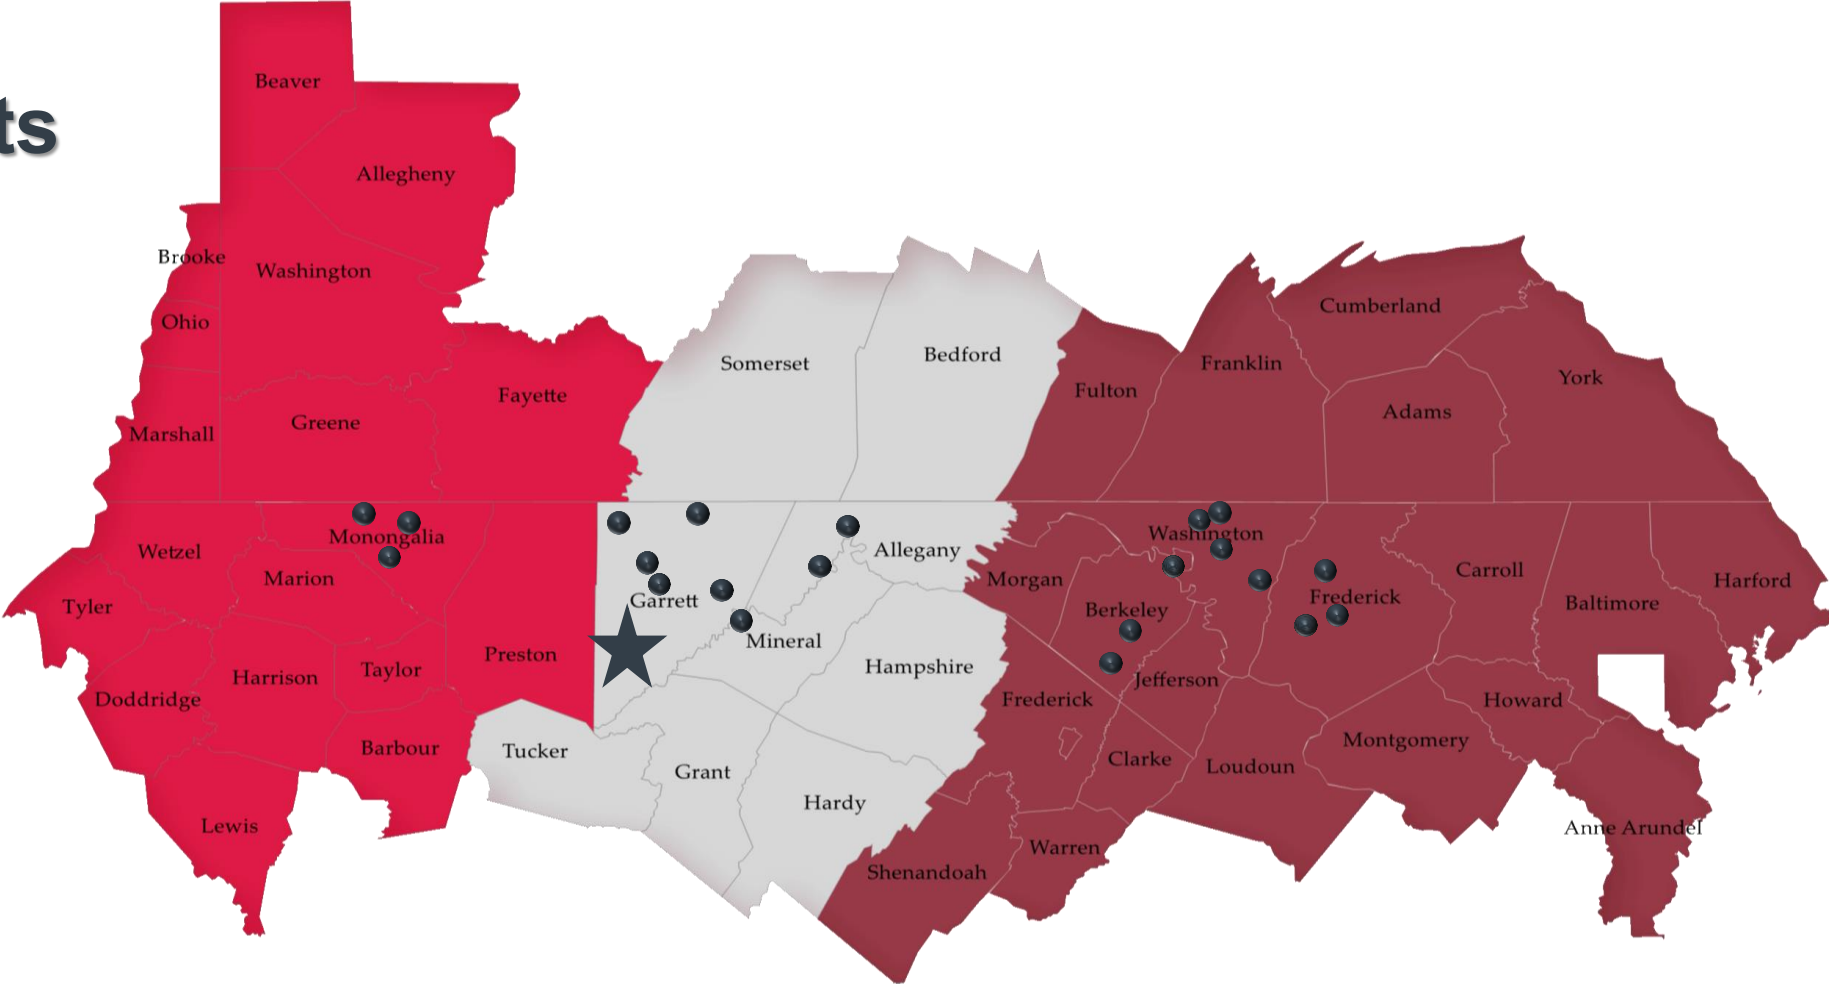 ts
Beaver
Allegheny
Brooke
Washington
Ohio
Cumberland
Somerset
Bedford
Franklin
York
Fayette
Fulton
Adams
Greene
Marshall
Monongalia
Washington
Wetzel
Allegany
Marion
Morgan
Carroll
Harford
Tyler
Garrett
Berkeley
Frederick
Baltimore
Mineral
Preston
Hampshire
Taylor
Harrison
Jefferson
Doddridge
Frederick
Howard
Barbour
Tucker
Montgomery
Grant
Clarke
Loudoun
Hardy
Lewis
Anne Arundel
Warren
Shenandoah